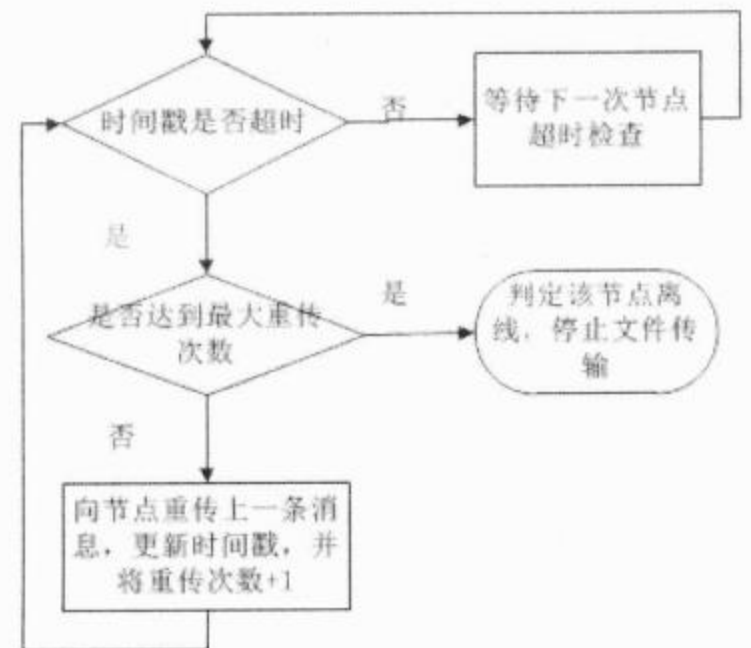 时间戳是否超时
否
等待下一次节点
超时检查
是
是否达到最大重传
次数
是
判定该节点离
线，停止文件传
输
否
向节点重传上一条消
息，更新时间戳，并
将重传次数+1